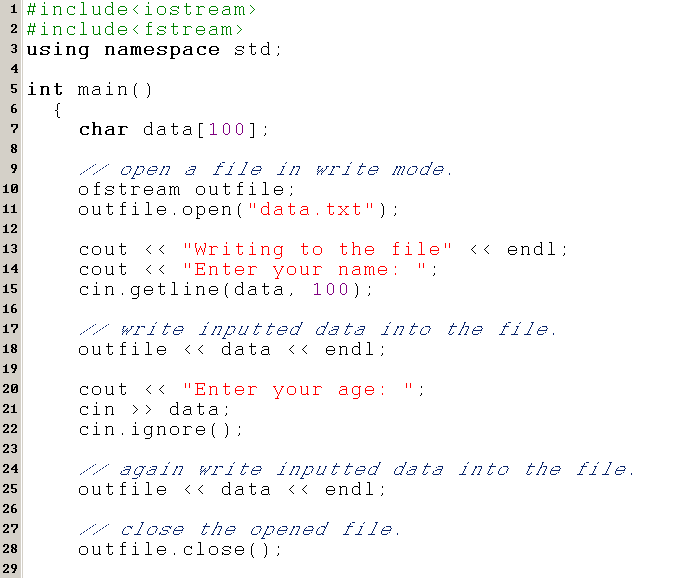 1 #include<iostream>
2 #include<fstream>
3 using namespace std;
4
5 int main()
6 {
7 char data[100];
8
9 // open a file in write mode.
10 ofstream outfile;
11 outfile.open("data.txt");
12
13 cout << "Writing to the file" << endl;
14 cout << "Enter your name: ";
15 cin.getline(data, 100);
16
17 // write inputted data into the file.
18 outfile << data << endl;
19
20 cout << "Enter your age: ";
21 cin >> data;
22 cin.ignore();
23
24 // again write inputted data into the file.
25 outfile << data << endl;
26
27 // close the opened file.
28 outfile.close();
29